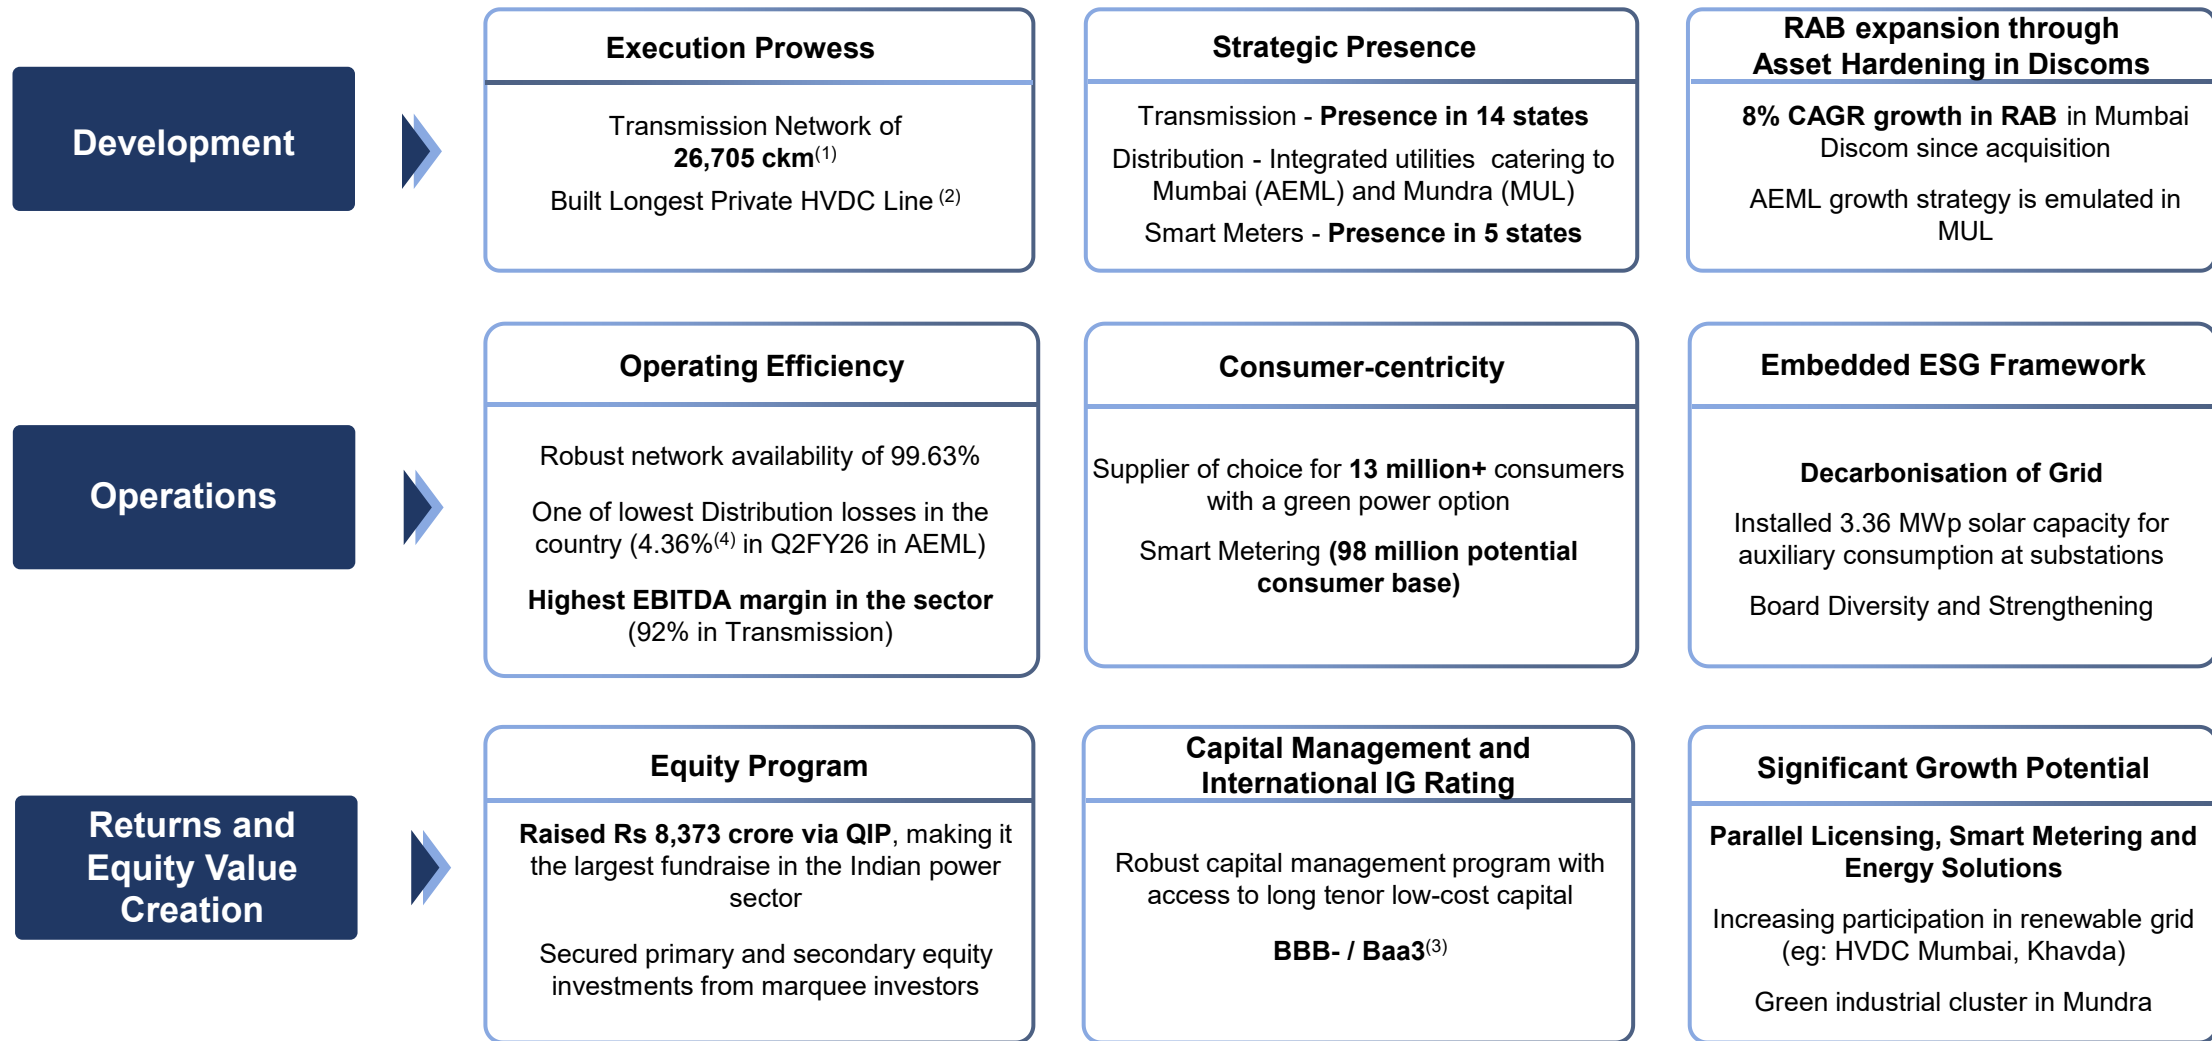 Development
Execution Prowess
Transmission Network of
26,705 ckm(1)
Built Longest Private HVDC Line (2)
Strategic Presence
Transmission - Presence in 14 states
Distribution - Integrated utilities catering to
Mumbai (AEML) and Mundra (MUL)
Smart Meters - Presence in 5 states
RAB expansion through
Asset Hardening in Discoms
8% CAGR growth in RAB in Mumbai
Discom since acquisition
AEML growth strategy is emulated in
MUL
Operations
Operating Efficiency
Robust network availability of 99.63%
One of lowest Distribution losses in the
country (4.36%(4) in Q2FY26 in AEML)
Highest EBITDA margin in the sector
(92% in Transmission)
Consumer-centricity
Supplier of choice for 13 million+ consumers
with a green power option
Smart Metering (98 million potential
consumer base)
Embedded ESG Framework
Decarbonisation of Grid
Installed 3.36 MWp solar capacity for
auxiliary consumption at substations
Board Diversity and Strengthening
Returns and
Equity Value
Creation
Equity Program
Raised Rs 8,373 crore via QIP, making it
the largest fundraise in the Indian power
sector
Secured primary and secondary equity
investments from marquee investors
Capital Management and
International IG Rating
Robust capital management program with
access to long tenor low-cost capital
BBB- / Baa3(3)
Significant Growth Potential
Parallel Licensing, Smart Metering and
Energy Solutions
Increasing participation in renewable grid
(eg: HVDC Mumbai, Khavda)
Green industrial cluster in Mundra